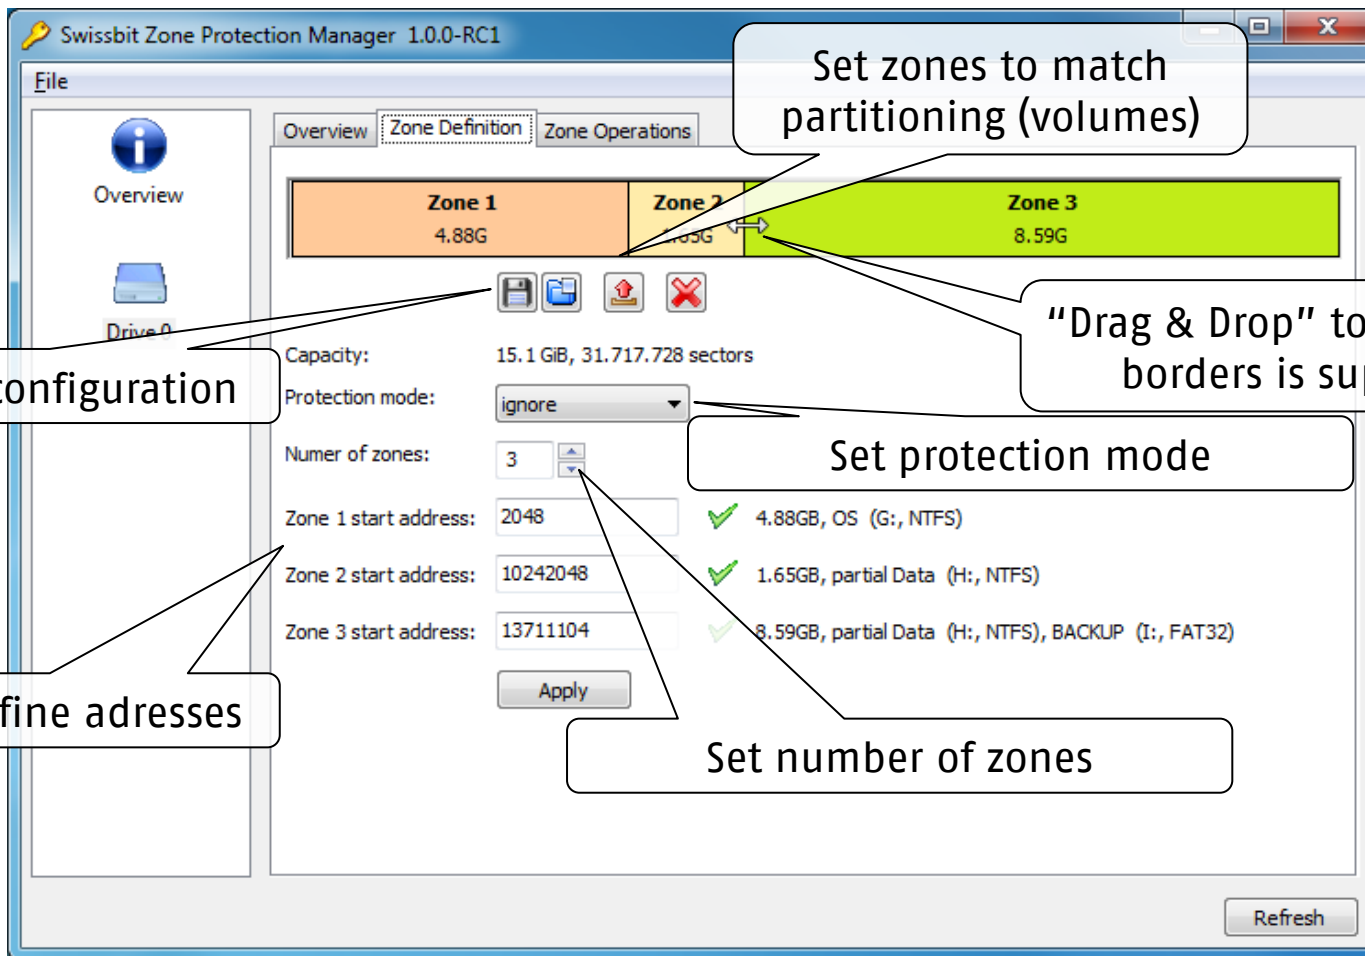 Swissbit Zone Protection Manager 1.0.0-RC1
File
Set zones to match
partitioning (volumes)
Overview
Drive 0
Overview Zone Definition Zone Operations
Zone 1 Zone 2 Zone 3
4.88G 1.65G 8.59G
"Drag & Drop" to
borders is
configuration
Capacity: 15.1 GiB, 31.717.728 sectors
Protection mode: ignore
Set protection mode
Numer of zones: 3
Zone 1 start address: 2048 4.88GB, OS (G:, NTFS)
Zone 2 start address: 10242048 1.65GB, partial Data (H:, NTFS)
Zone 3 start address: 13711104 8.59GB, partial Data (H:, NTFS), BACKUP (I:, FAT32)
Apply
adresses
Set number of zones
Refresh